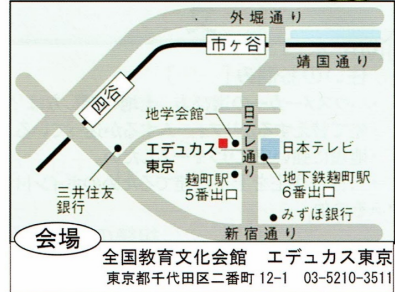 外堀通り
市ヶ谷
靖国通り
四谷
地学会館
日テレ通り
エデュカス
東京
日本テレビ
麹町駅
5番出口
地下鉄麹町駅
6番出口
三井住友
銀行
みずほ銀行
新宿通り
会場
全国教育文化会館　エデュカス東京
東京都千代田区二番町 12-1　03-5210-3511